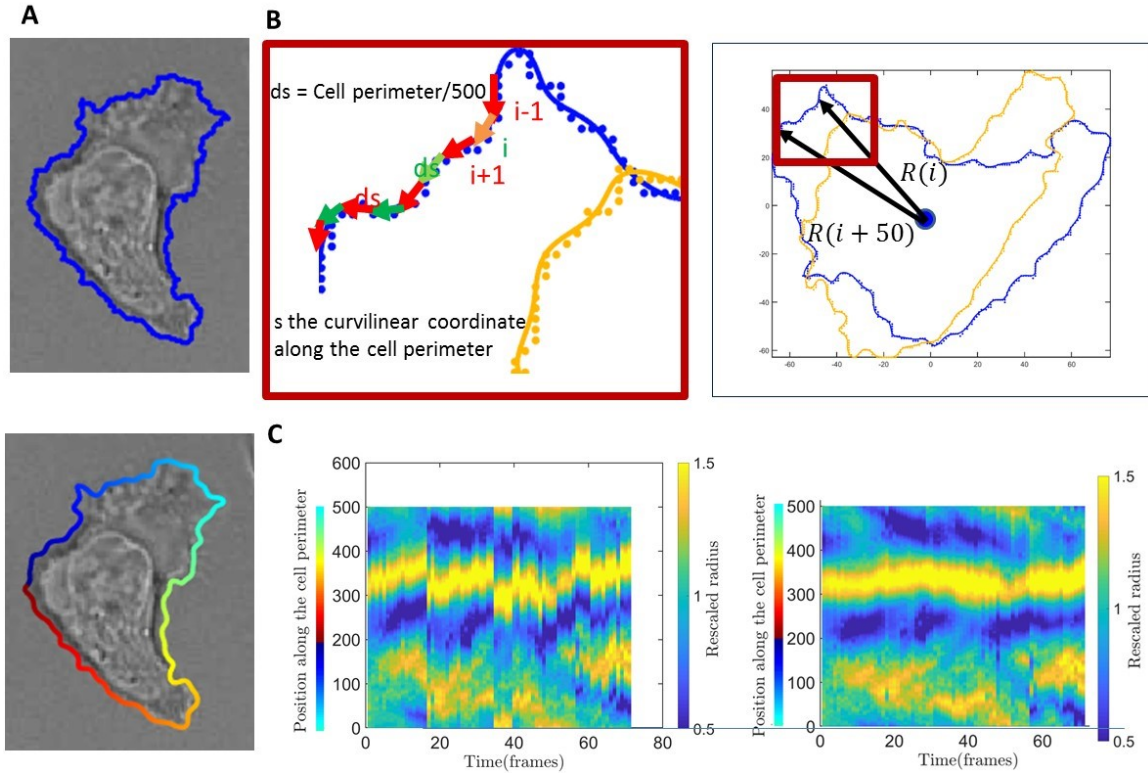 A
B
ds = Cell perimeter/500
i-1
i
ds
i+1
ds
s the curvilinear coordinate
along the cell perimeter
40
20
0
-20
-40
-60
-60
-40
-20
0
20
40
60
R(i)
R(i + 50)
C
Position along the cell perimeter
600
500
400
300
200
100
0
0
20
40
60
80
Time(frames)
1.5
1
0.5
Rescaled radius
Position along the cell perimeter
500
400
300
200
100
0
0
20
40
60
Time(frames)
1.5
1
0.5
Rescaled radius